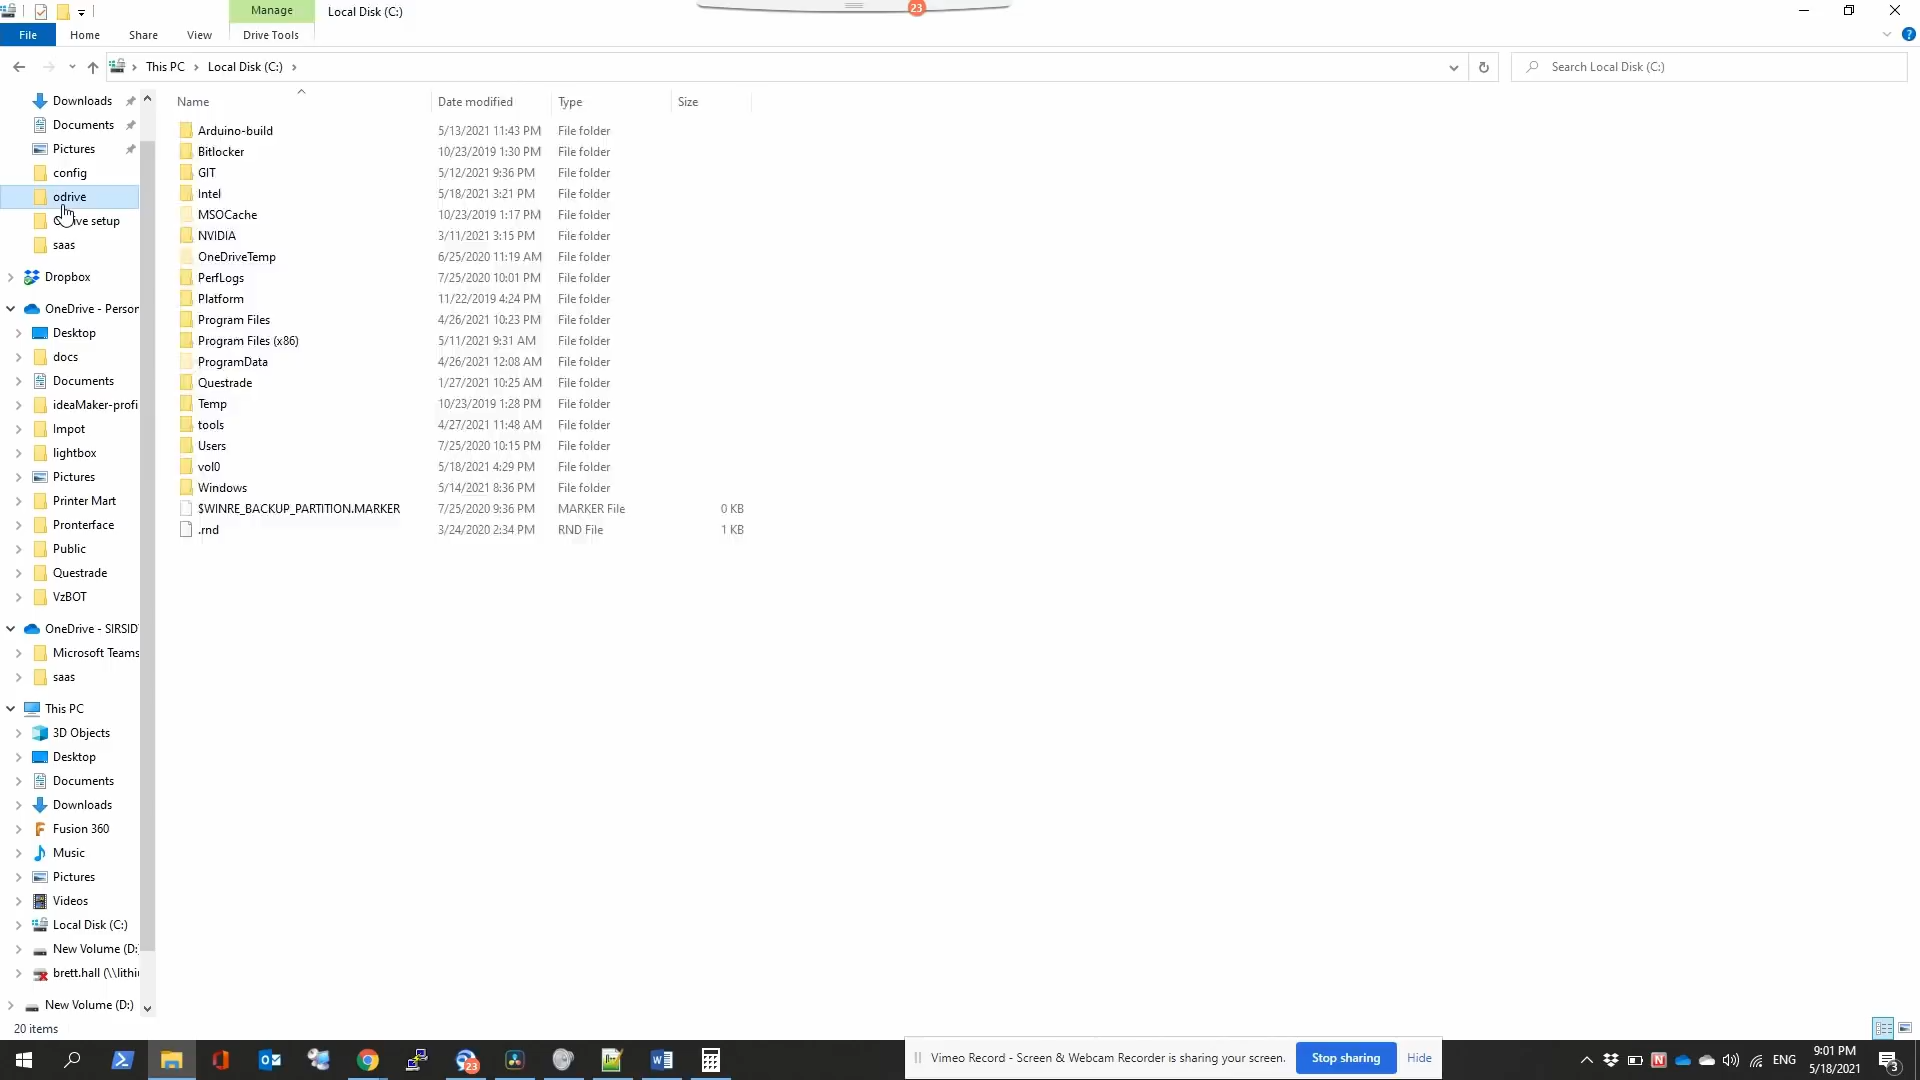 Manage
Local Disk (C:)
23
File
Home
Share
View
Drive Tools
?
This PC
Local Disk (C:)
Search Local Disk (C:)
Downloads
Documents
Pictures
config
odrive
setup
saas
Dropbox
OneDrive - Person
Desktop
docs
Documents
ideaMaker-profi
Impot
lightbox
Pictures
Printer Mart
Pronterface
Public
Questrade
VzBOT
OneDrive - SIRSID
Microsoft Teams
saas
This PC
3D Objects
Desktop
Documents
Downloads
Fusion 360
Music
Pictures
Videos
Local Disk (C:)
New Volume (D:
brett.hall (\\lithiu
New Volume (D:)
Name Date modified Type Size
Arduino-build 5/13/2021 11:43 PM File folder
Bitlocker 10/23/2019 1:30 PM File folder
GIT 5/12/2021 9:36 PM File folder
Intel 5/18/2021 3:21 PM File folder
MSOCache 10/23/2019 1:17 PM File folder
NVIDIA 3/11/2021 3:15 PM File folder
OneDriveTemp 6/25/2020 11:19 AM File folder
PerfLogs 7/25/2020 10:01 PM File folder
Platform 11/22/2019 4:24 PM File folder
Program Files 4/26/2021 10:23 PM File folder
Program Files (x86) 5/11/2021 9:31 AM File folder
ProgramData 4/26/2021 12:08 AM File folder
Questrade 1/27/2021 10:25 AM File folder
Temp 10/23/2019 1:28 PM File folder
tools 4/27/2021 11:48 AM File folder
Users 7/25/2020 10:15 PM File folder
vol0 5/18/2021 4:29 PM File folder
Windows 5/14/2021 8:36 PM File folder
$WINRE_BACKUP_PARTITION.MARKER 7/25/2020 9:36 PM MARKER File 0 KB
.rnd 3/24/2020 2:34 PM RND File 1 KB
20 items
23
Vimeo Record - Screen & Webcam Recorder is sharing your screen.
Stop sharing
Hide
N
ENG
9:01 PM
5/18/2021
3